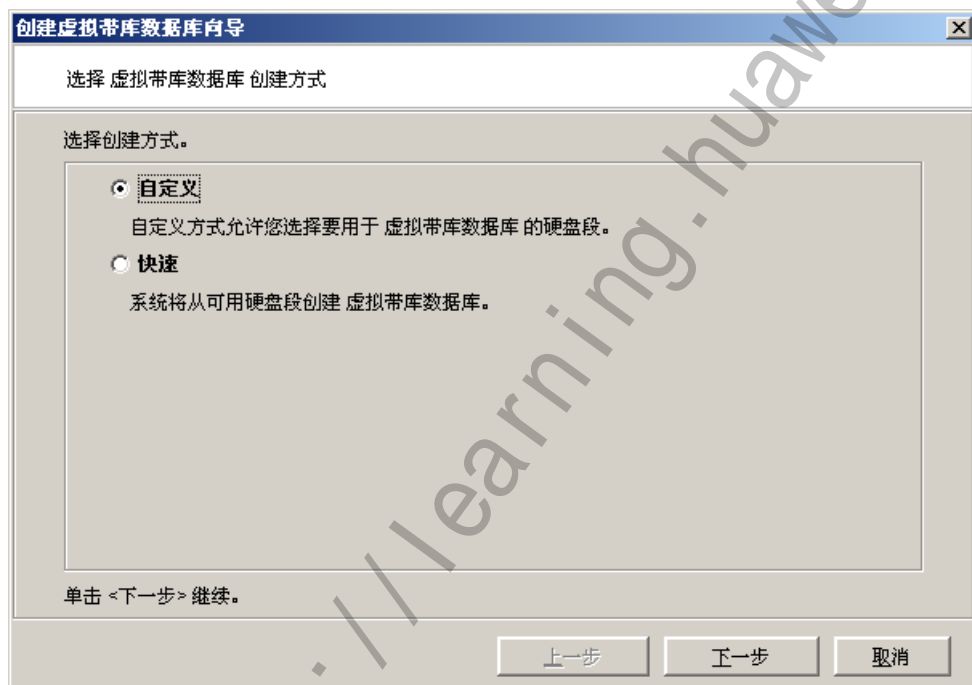 创建虚拟带库数据库向导
选择 虚拟带库数据库 创建方式
选择创建方式。
自定义
自定义方式允许您选择要用于 虚拟带库数据库 的硬盘段。
快速
系统将从可用硬盘段创建 虚拟带库数据库。
单击 <下一步> 继续。
上一步 下一步 取消
://learning.huawe